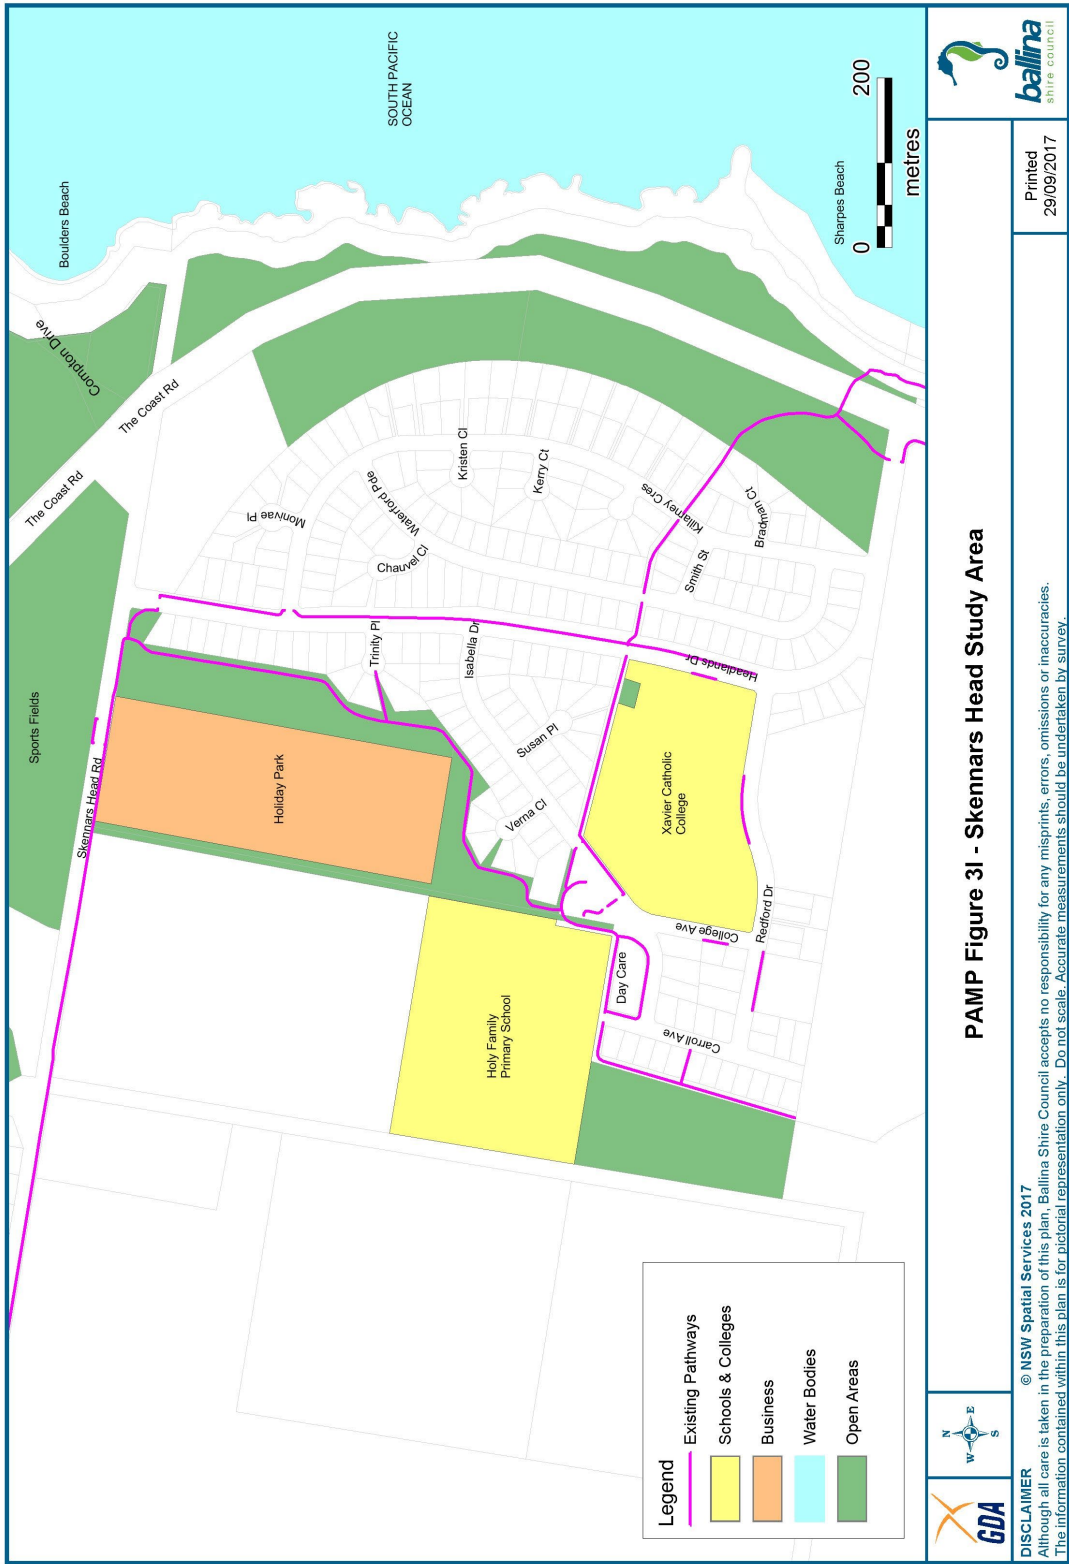 Boulders Beach
SOUTH PACIFIC
OCEAN
Sharpes Beach
Compton Drive
The Coast Rd
The Coast Rd
Sports Fields
Skennars Head Rd
Holiday Park
Monivae Pl
Waterford Pde
Chauvel Cl
Kristen Cl
Kerry Ct
Killarney Cres
Bradman Ct
Smith St
Trinity Pl
Isabella Dr
Headlands Dr
Susan Pl
Verna Cl
Xavier Catholic
College
Redford Dr
College Ave
Day Care
Carroll Ave
Holy Family
Primary School
0
200
metres
Legend
Existing Pathways
Schools & Colleges
Business
Water Bodies
Open Areas
GDA
N
W
E
S
PAMP Figure 3l - Skennars Head Study Area
ballina
shire council
Printed
29/09/2017
DISCLAIMER © NSW Spatial Services 2017
Although all care is taken in the preparation of this plan, Ballina Shire Council accepts no responsibility for any misprints, errors, omissions or inaccuracies.
The information contained within this plan is for pictorial representation only. Do not scale. Accurate measurements should be undertaken by survey.